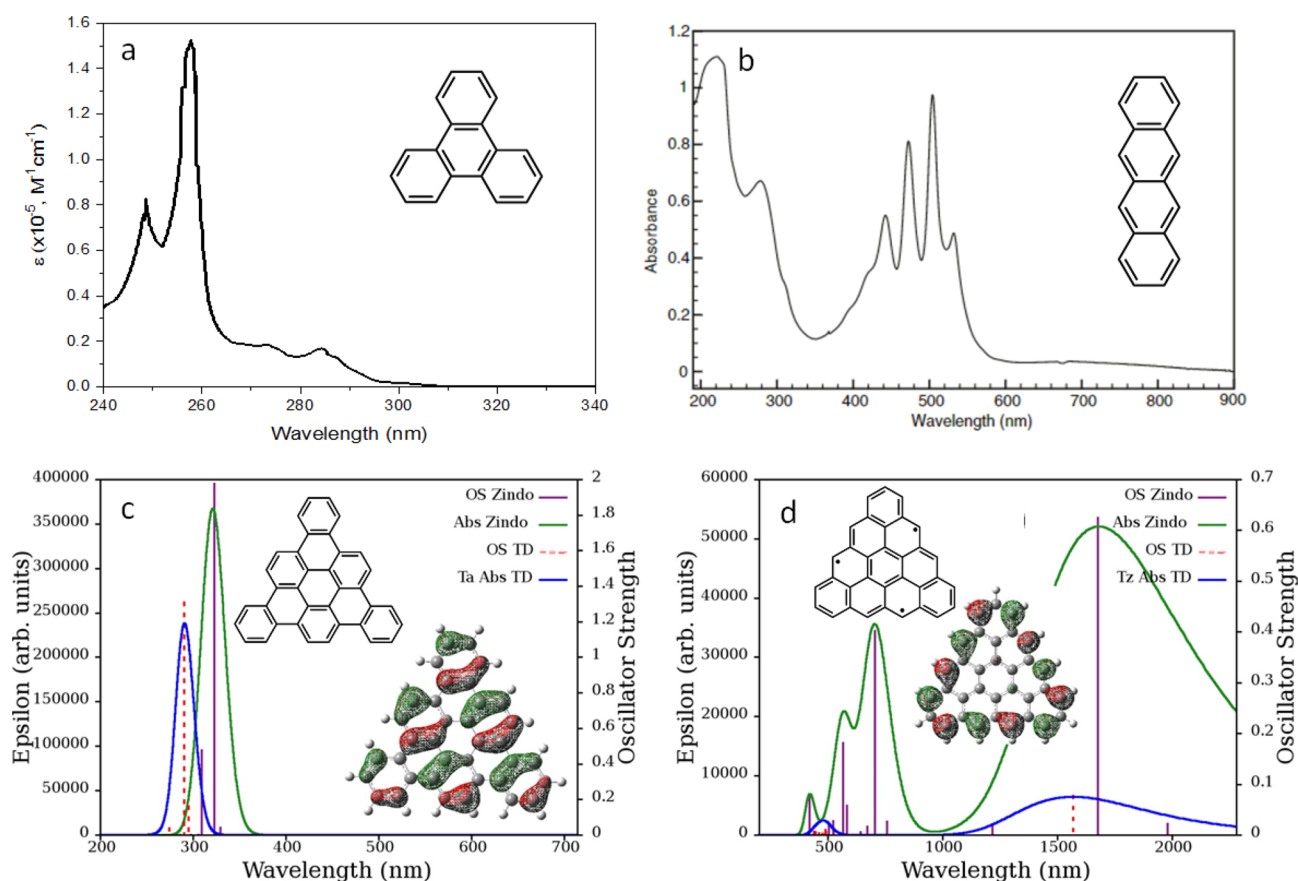 a
1.6
1.4
1.2
1.0
0.8
0.6
0.4
0.2
0.0
ε (x10⁻⁵, M⁻¹cm⁻¹)
240 260 280 300 320 340
Wavelength (nm)
b
1.2
1
0.8
0.6
0.4
0.2
0
Absorbance
200 300 400 500 600 700 800 900
Wavelength (nm)
c
400000
350000
300000
250000
200000
150000
100000
50000
0
Epsilon (arb. units)
OS Zindo
Abs Zindo
OS TD
Ta Abs TD
2
1.8
1.6
1.4
1.2
1
0.8
0.6
0.4
0.2
0
Oscillator Strength
200 300 400 500 600 700
Wavelength (nm)
d
60000
50000
40000
30000
20000
10000
0
Epsilon (arb. units)
OS Zindo
Abs Zindo
OS TD
Tz Abs TD
0.7
0.6
0.5
0.4
0.3
0.2
0.1
0
Oscillator Strength
500 1000 1500 2000
Wavelength (nm)